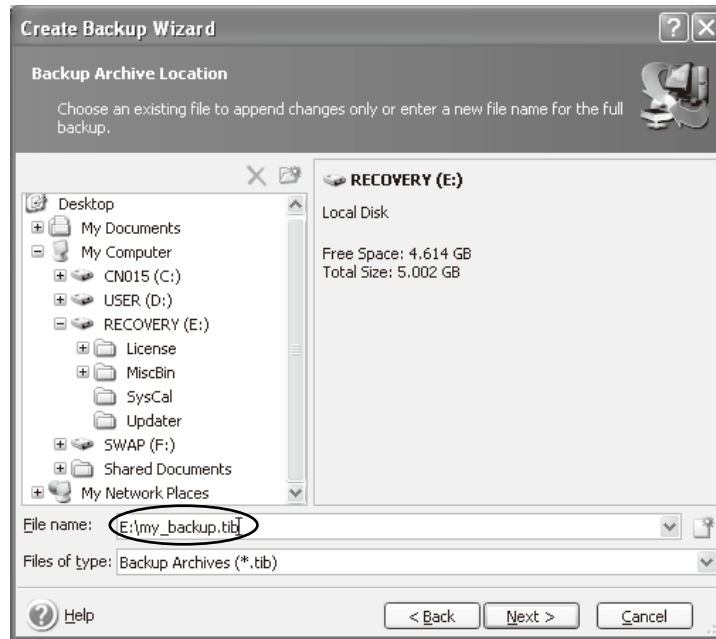 Create Backup Wizard
Backup Archive Location
Choose an existing file to append changes only or enter a new file name for the full
backup.
Desktop
My Documents
My Computer
CN015 (C:)
USER (D:)
RECOVERY (E:)
License
MiscBin
SysCal
Updater
SWAP (F:)
Shared Documents
My Network Places
RECOVERY (E:)
Local Disk
Free Space: 4.614 GB
Total Size: 5.002 GB
File name: E:\my_backup.tib
Files of type: Backup Archives (*.tib)
Help
< Back
Next >
Cancel